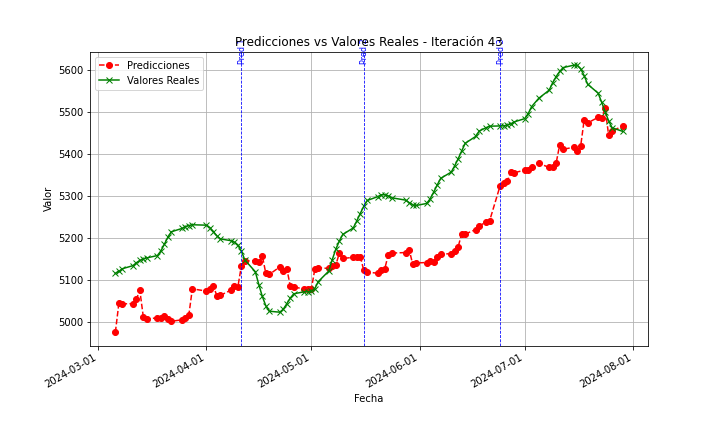 Predicciones vs Valores Reales - Iteración 43
Pred
Pred
Pred
Predicciones
Valores Reales
5600
5500
5400
5300
5200
5100
5000
Valor
2024-03-01
2024-04-01
2024-05-01
2024-06-01
2024-07-01
2024-08-01
Fecha